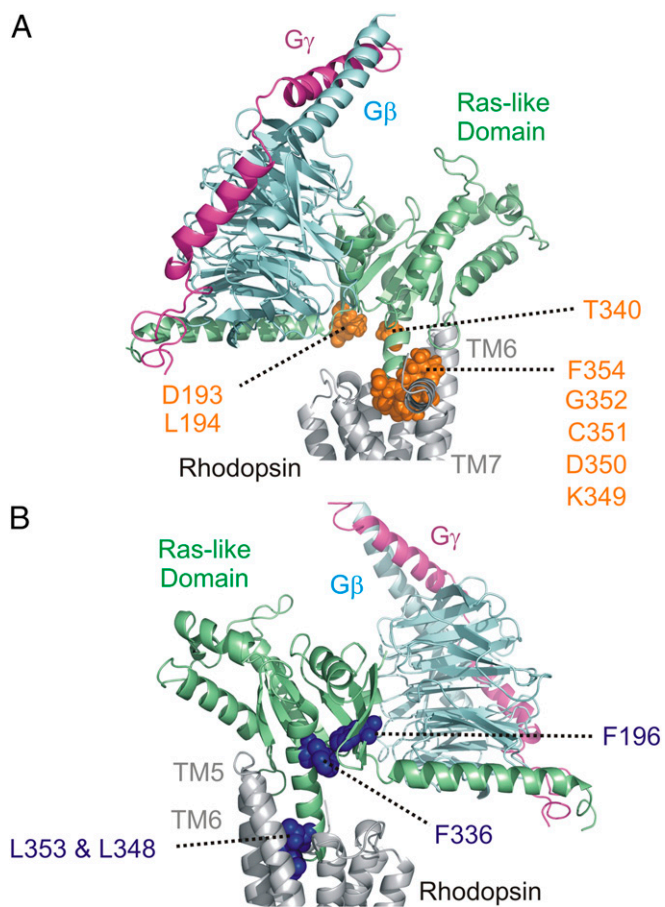 A
Gγ
Gβ
Ras-like
Domain
T340
TM6
F354
D193
G352
L194
C351
Rhodopsin
TM7
D350
K349
B
Gγ
Ras-like
Domain
Gβ
F196
TM5
TM6
F336
L353 & L348
Rhodopsin